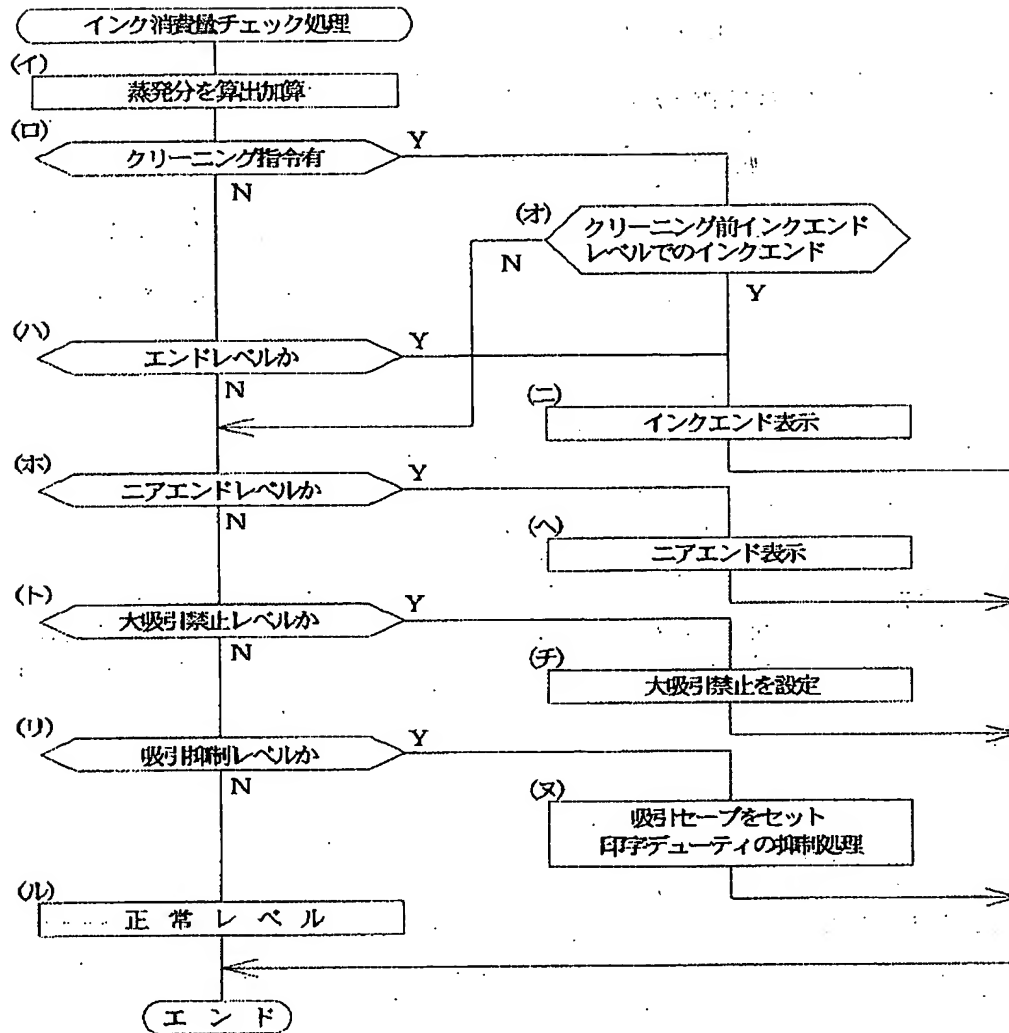 インク消費量チェック処理
(イ)
蒸発分を算出加算
(ロ)
クリーニング指令有
Y
N
(オ)
クリーニング前インクエンド
レベルでのインクエンド
N
Y
(ハ)
エンドレベルか
Y
N
(ニ)
インクエンド表示
(ホ)
ニアエンドレベルか
Y
N
(ヘ)
ニアエンド表示
(ト)
大吸引禁止レベルか
Y
N
(チ)
大吸引禁止を設定
(リ)
吸引抑制レベルか
Y
N
(ヌ)
吸引セーブをセット
印字デューティの抑制処理
(ル)
正常レベル
エンド